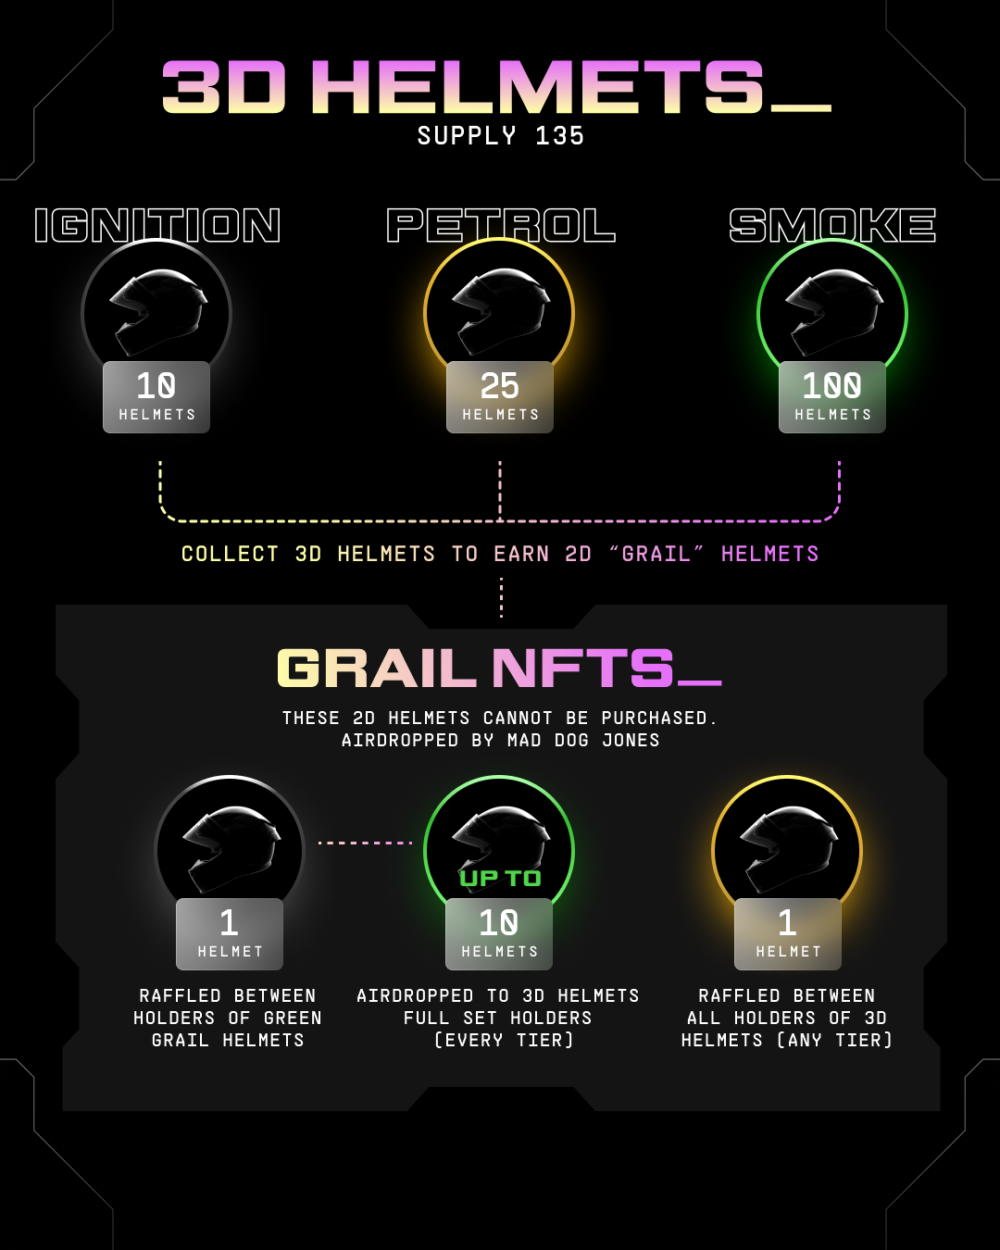 3D HELMETS_
SUPPLY 135
IGNITION
PETROL
SMOKE
10
HELMETS
25
HELMETS
100
HELMETS
COLLECT 3D HELMETS TO EARN 2D “GRAIL” HELMETS
GRAIL NFTS_
THESE 2D HELMETS CANNOT BE PURCHASED.
AIRDROPPED BY MAD DOG JONES
1
HELMET
RAFFLED BETWEEN
HOLDERS OF GREEN
GRAIL HELMETS
UP TO
10
HELMETS
AIRDROPPED TO 3D HELMETS
FULL SET HOLDERS
(EVERY TIER)
1
HELMET
RAFFLED BETWEEN
ALL HOLDERS OF 3D
HELMETS (ANY TIER)